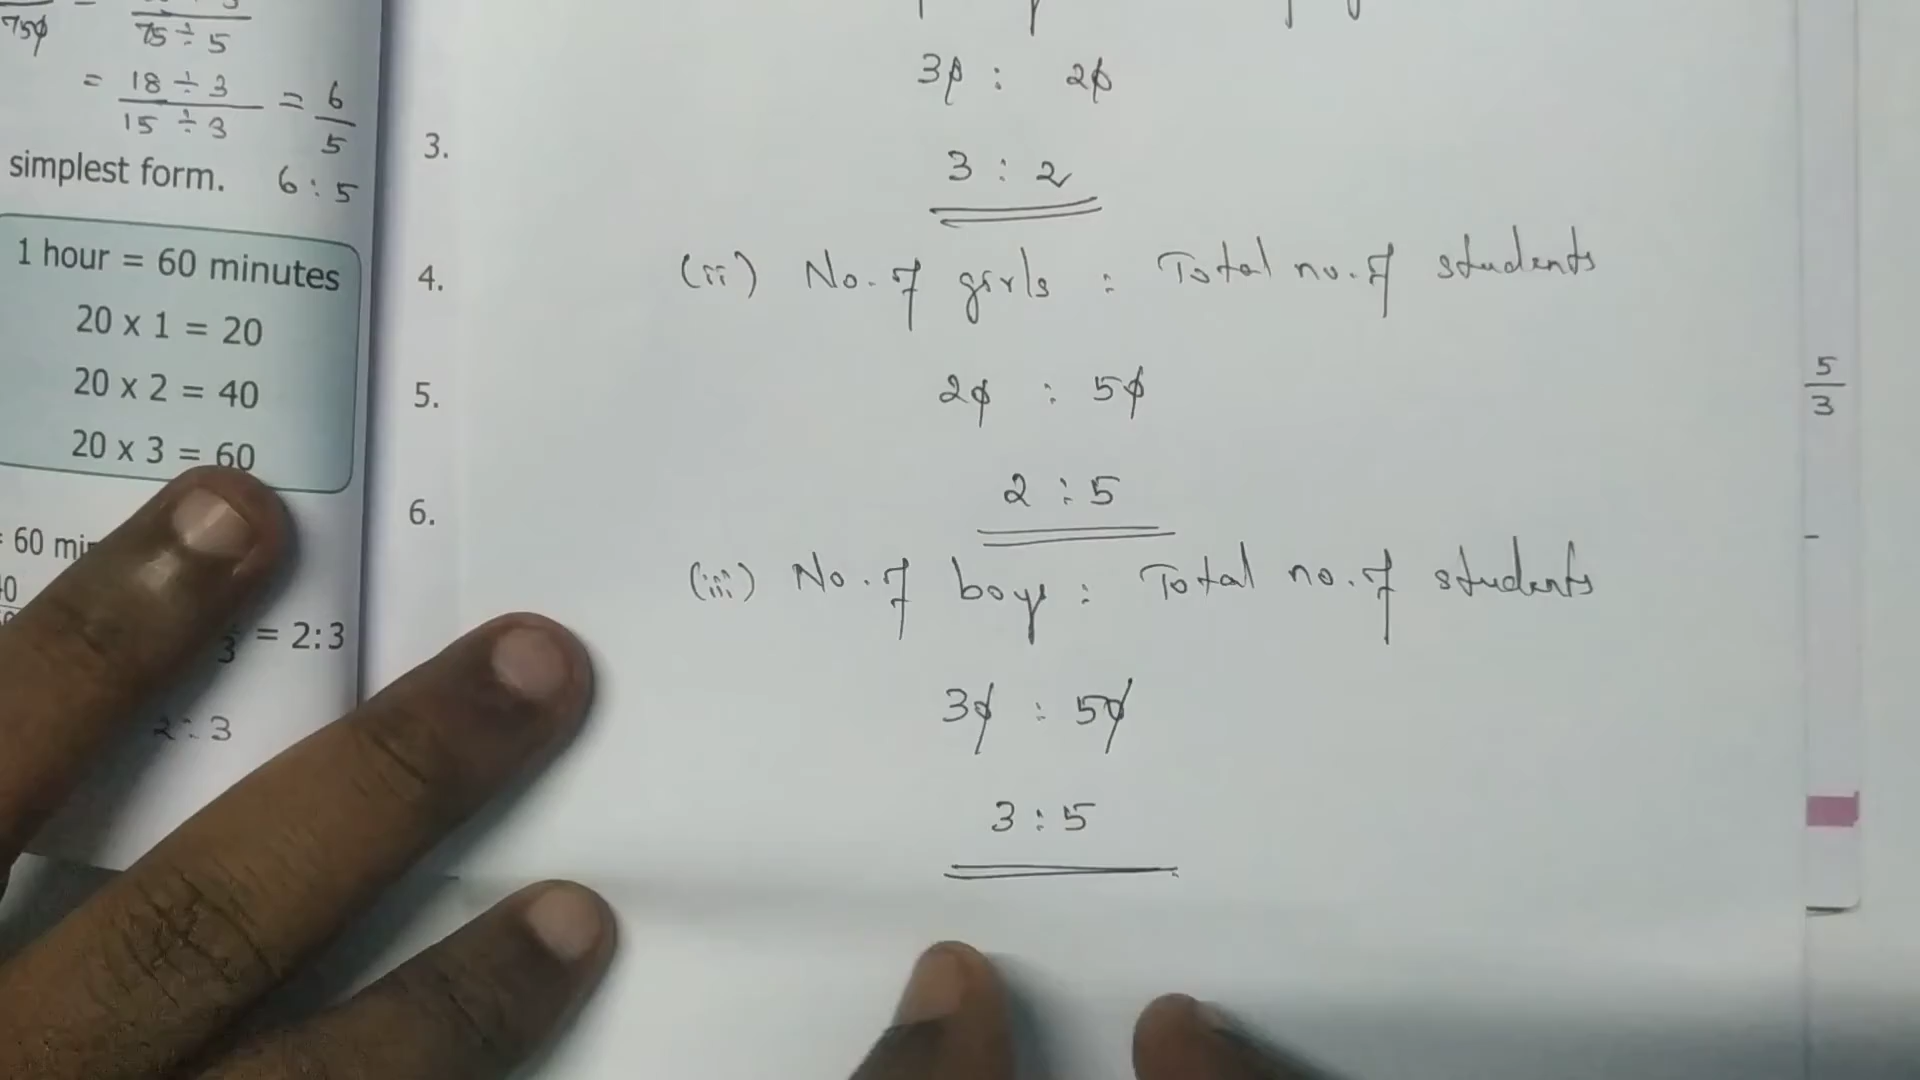 750
75 ÷ 5
= 18 ÷ 3 / 15 ÷ 3 = 6/5
simplest form. 6 : 5
1 hour = 60 minutes
20 x 1 = 20
20 x 2 = 40
20 x 3 = 60
= 60
= 2:3
2 : 3
3.
4.
5.
6.
30 : 20
3 : 2
(ii) No. of girls : Total no. of students
20 : 50
2 : 5
(iii) No. of boys : Total no. of students
30 : 50
3 : 5
5/3